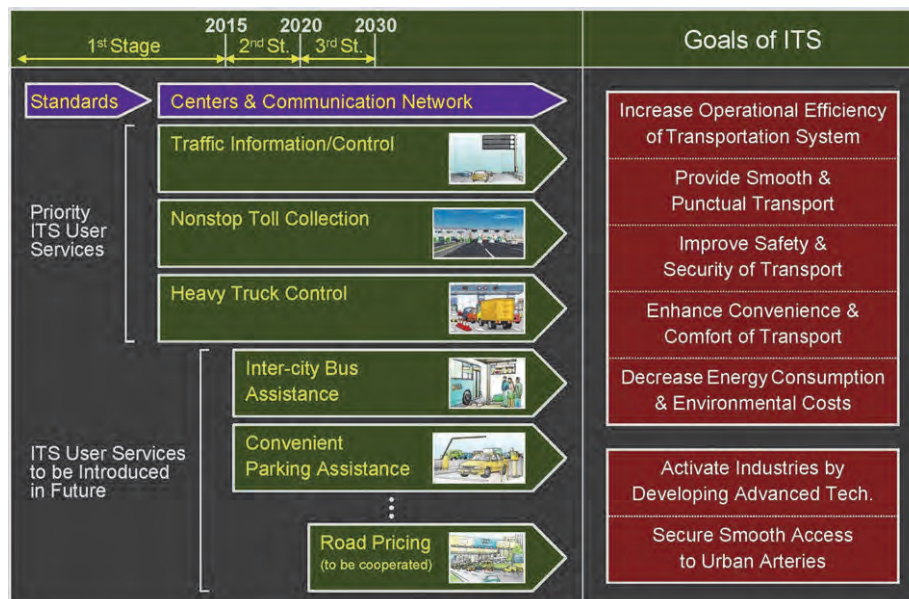 2015 2020 2030
1st Stage 2nd St. 3rd St.
Goals of ITS
Standards
Centers & Communication Network
Priority
ITS User
Services
Traffic Information/Control
Nonstop Toll Collection
Heavy Truck Control
ITS User Services
to be Introduced
in Future
Inter-city Bus
Assistance
Convenient
Parking Assistance
Road Pricing
(to be cooperated)
Increase Operational Efficiency
of Transportation System
Provide Smooth &
Punctual Transport
Improve Safety &
Security of Transport
Enhance Convenience &
Comfort of Transport
Decrease Energy Consumption
& Environmental Costs
Activate Industries by
Developing Advanced Tech.
Secure Smooth Access
to Urban Arteries